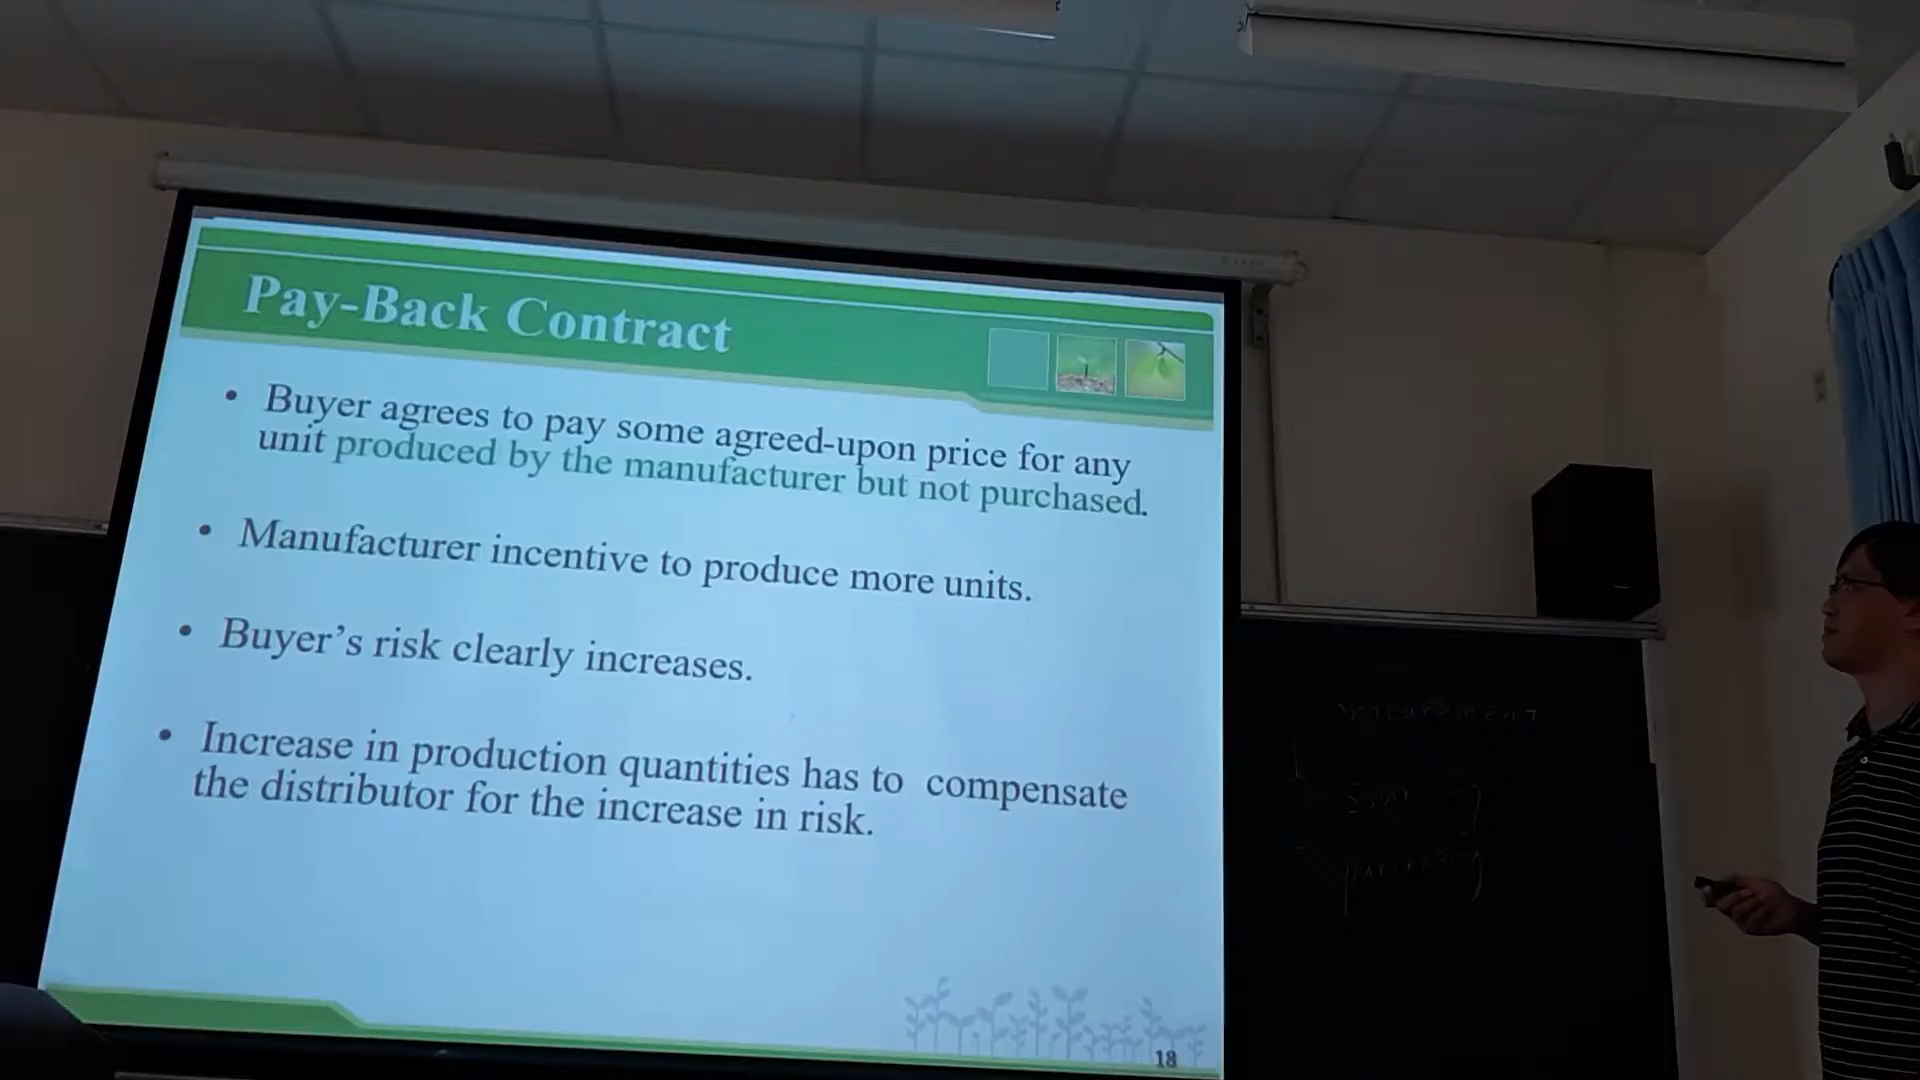 Pay-Back Contract
• Buyer agrees to pay some agreed-upon price for any
unit produced by the manufacturer but not purchased.
• Manufacturer incentive to produce more units.
• Buyer's risk clearly increases.
• Increase in production quantities has to compensate
the distributor for the increase in risk.
18